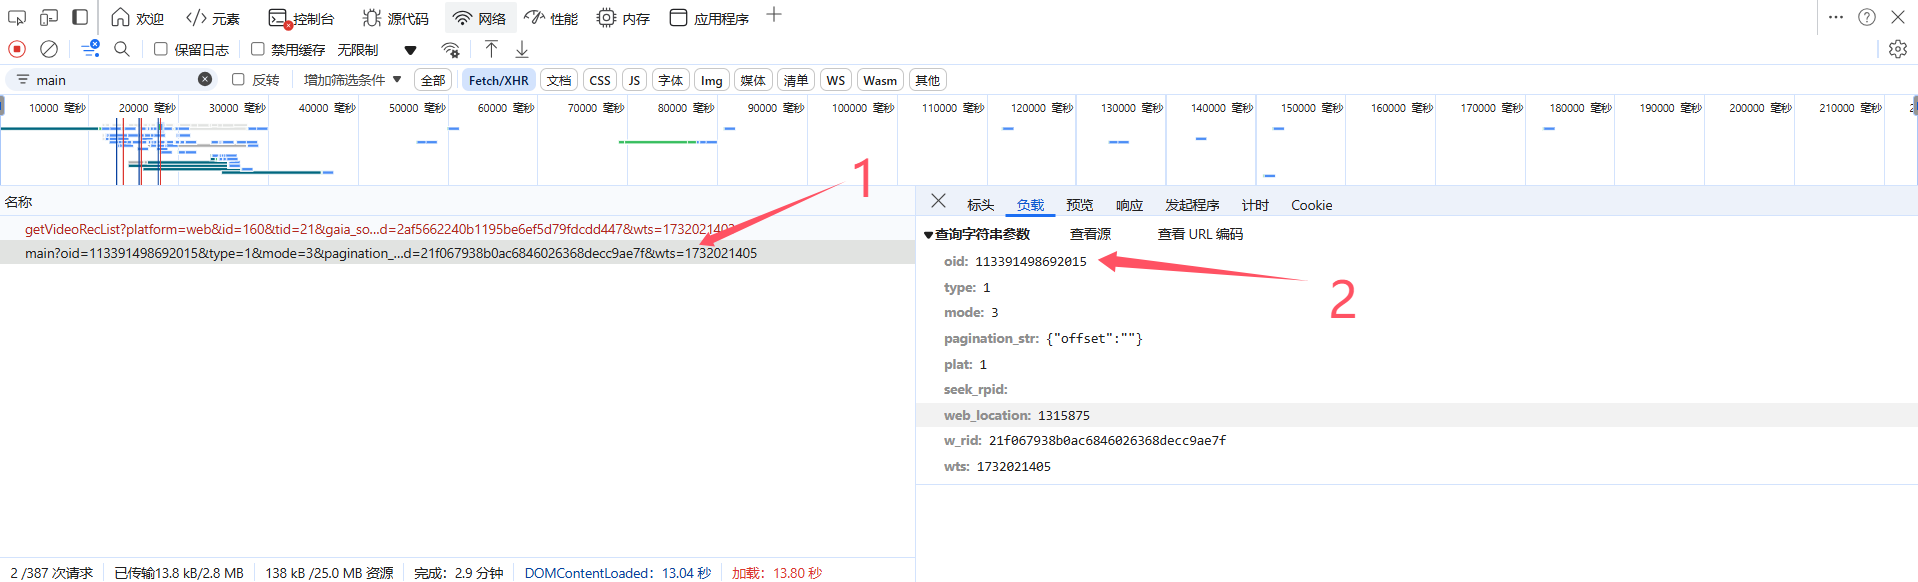 欢迎 元素 控制台 源代码 网络 性能 内存 应用程序
保留日志 禁用缓存 无限制
main 反转 增加筛选条件 全部 Fetch/XHR 文档 CSS JS 字体 Img 媒体 清单 WS Wasm 其他
10000 毫秒 20000 毫秒 30000 毫秒 40000 毫秒 50000 毫秒 60000 毫秒 70000 毫秒 80000 毫秒 90000 毫秒 100000 毫秒 110000 毫秒 120000 毫秒 130000 毫秒 140000 毫秒 150000 毫秒 160000 毫秒 170000 毫秒 180000 毫秒 190000 毫秒 200000 毫秒 210000 毫秒
1
名称
getVideoRecList?platform=web&id=160&tid=21&gaia_so...d=2af5662240b1195be6ef5d79fdcdd447&wts=1732021403
main?oid=113391498692015&type=1&mode=3&pagination_...d=21f067938b0ac6846026368decc9ae7f&wts=1732021405
标头 负载 预览 响应 发起程序 计时 Cookie
查询字符串参数 查看源 查看 URL 编码
oid: 113391498692015
2
type: 1
mode: 3
pagination_str: {"offset":""}
plat: 1
seek_rpid:
web_location: 1315875
w_rid: 21f067938b0ac6846026368decc9ae7f
wts: 1732021405
2 /387 次请求 已传输13.8 kB/2.8 MB 138 kB /25.0 MB 资源 完成：2.9 分钟 DOMContentLoaded：13.04 秒 加载：13.80 秒